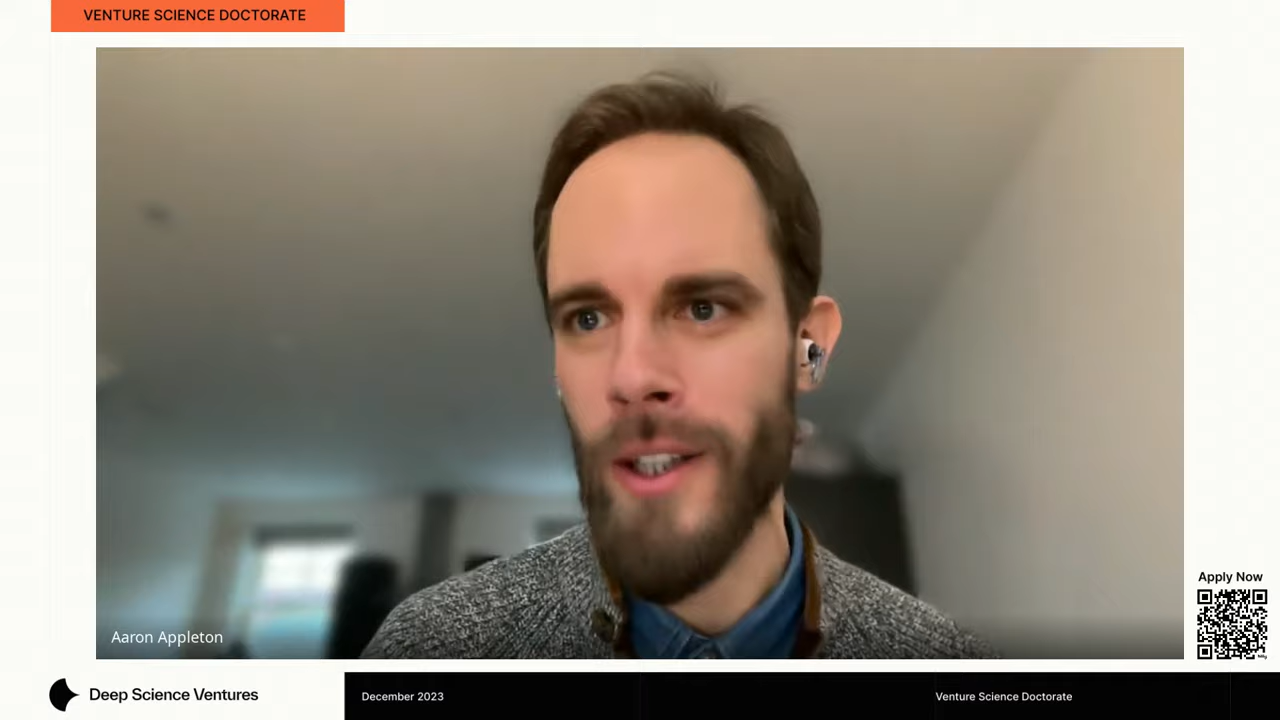 VENTURE SCIENCE DOCTORATE
Aaron Appleton
Apply Now
Deep Science Ventures
December 2023
Venture Science Doctorate